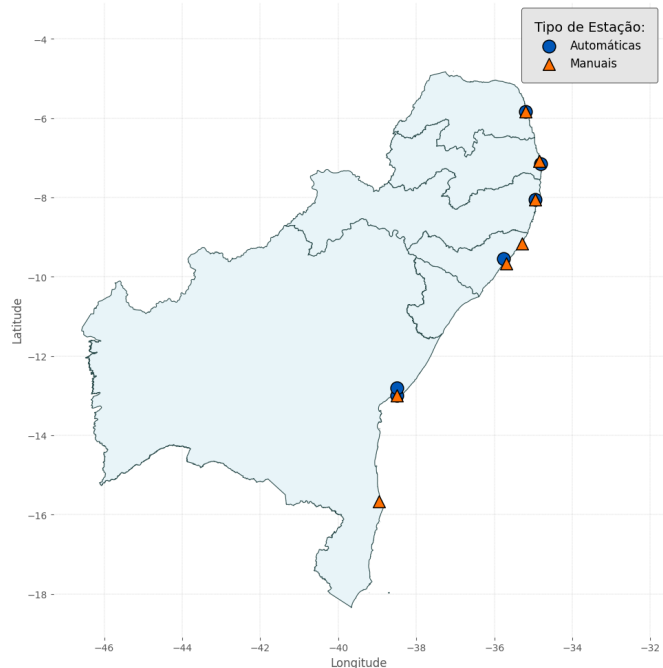 Tipo de Estação:
Automáticas
Manuais
−4
−6
−8
−10
−12
−14
−16
−18
Latitude
−46 −44 −42 −40 −38 −36 −34 −32
Longitude